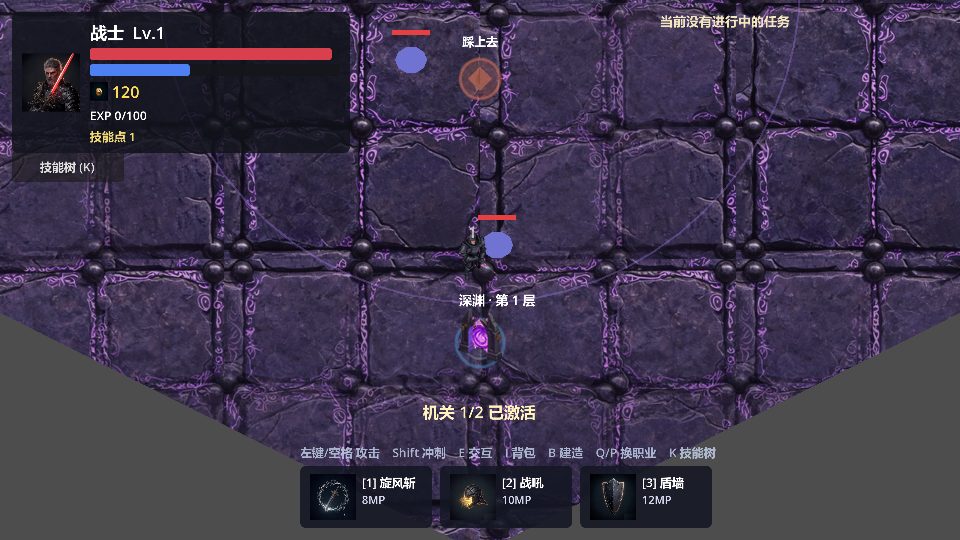 战士 Lv.1
120
EXP 0/100
技能点 1
技能树 (K)
踩上去
当前没有进行中的任务
深渊 · 第 1 层
机关 1/2 已激活
左键/空格 攻击 Shift 冲刺 E 交互 I 背包 B 建造 Q/P 换职业 K 技能树
[1] 旋风斩
8MP
[2] 战吼
10MP
[3] 盾墙
12MP